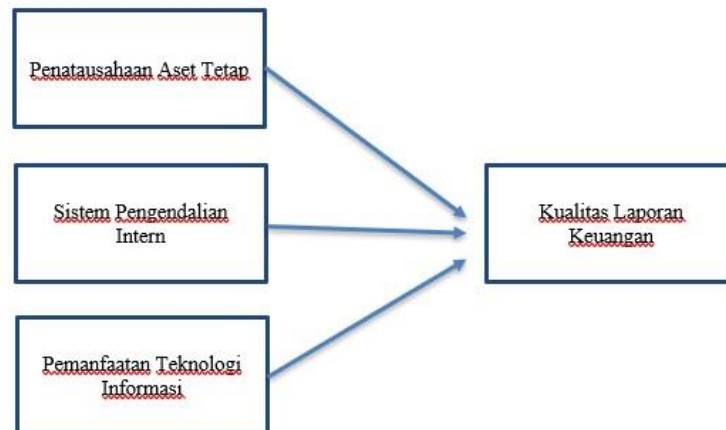 Penatausahaan Aset Tetap
Sistem Pengendalian
Intern
Pemanfaatan Teknologi
Informasi
Kualitas Laporan
Keuangan